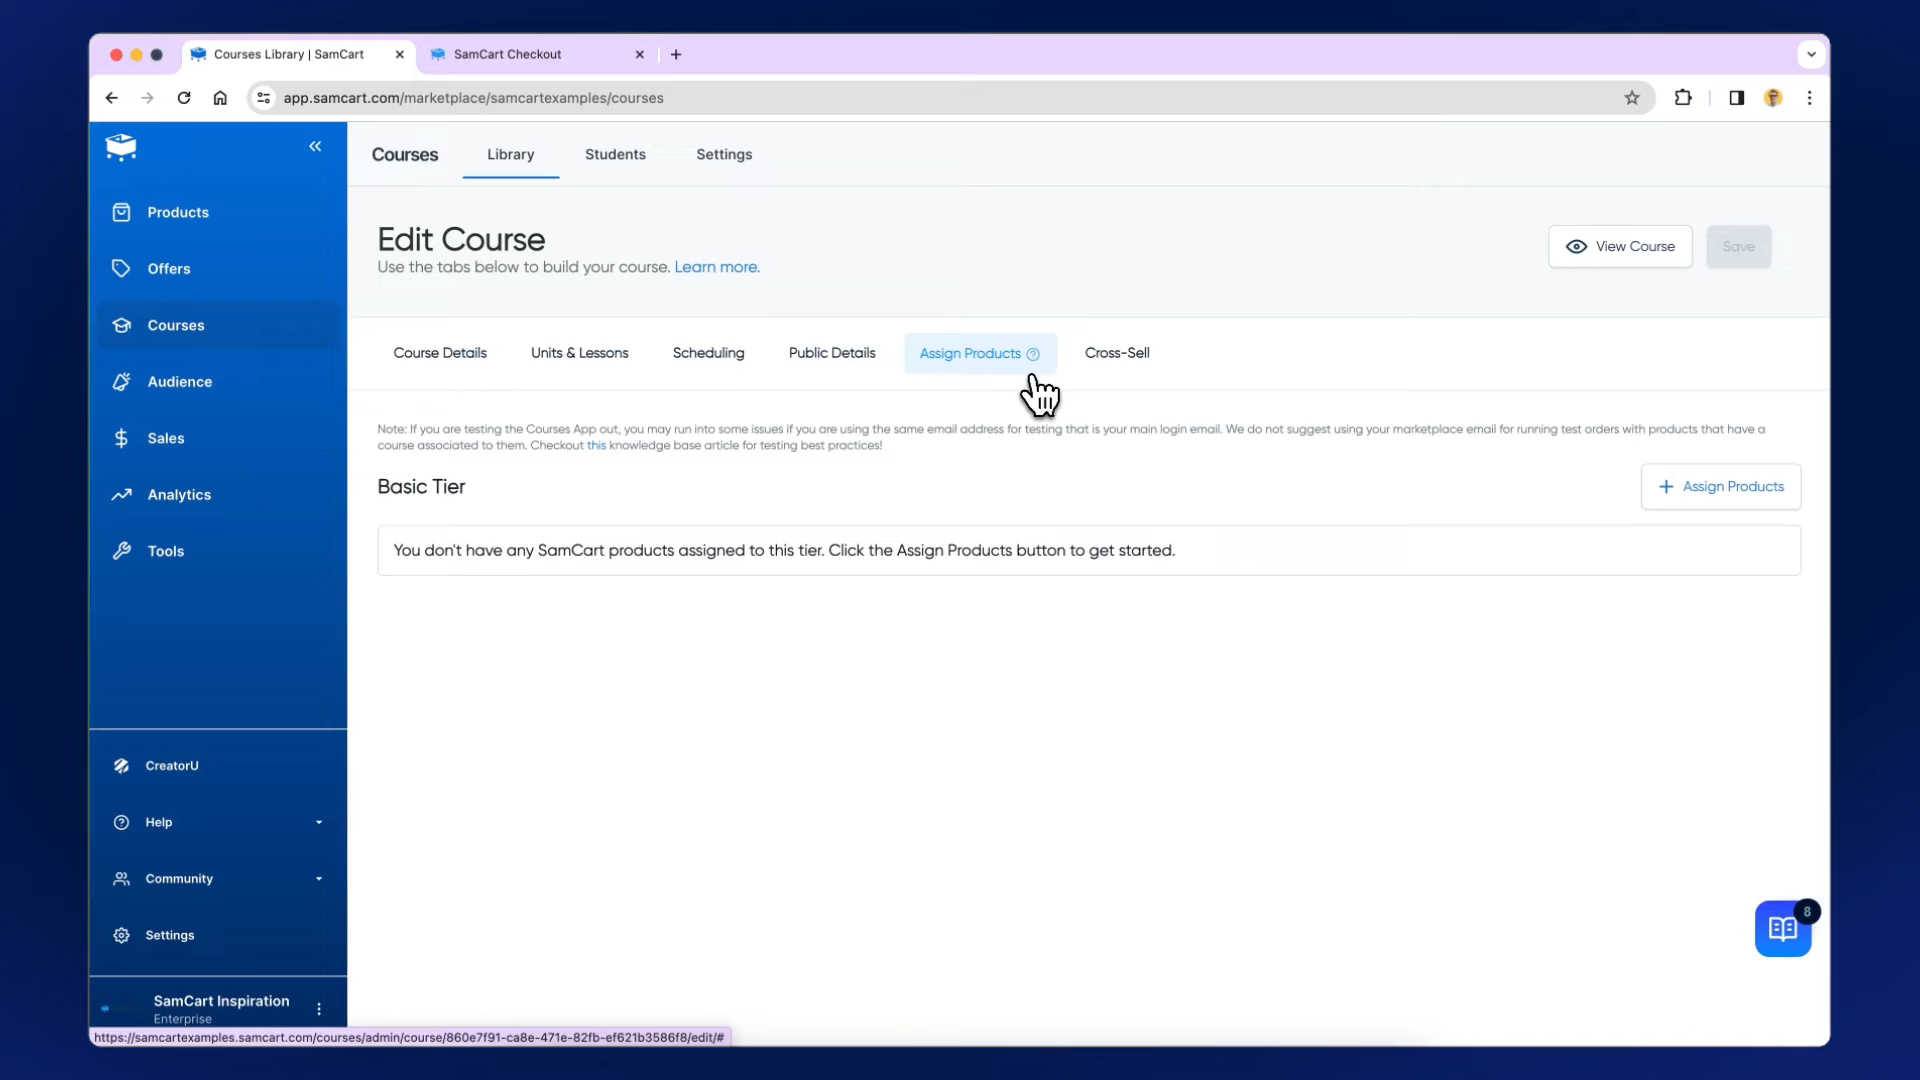 Courses Library | SamCart
SamCart Checkout
app.samcart.com/marketplace/samcartexamples/courses
Products
Offers
Courses
Audience
Sales
Analytics
Tools
CreatorU
Help
Community
Settings
SamCart Inspiration
Enterprise
Courses
Library
Students
Settings
Edit Course
Use the tabs below to build your course. Learn more.
View Course
Save
Course Details
Units & Lessons
Scheduling
Public Details
Assign Products
Cross-Sell
Note: If you are testing the Courses App out, you may run into some issues if you are using the same email address for testing that is your main login email. We do not suggest using your marketplace email for running test orders with products that have a
course associated to them. Checkout this knowledge base article for testing best practices!
Basic Tier
+ Assign Products
You don't have any SamCart products assigned to this tier. Click the Assign Products button to get started.
8
https://samcartexamples.samcart.com/courses/admin/course/860e7f91-ca8e-471e-82fb-ef621b3586f8/edit/#